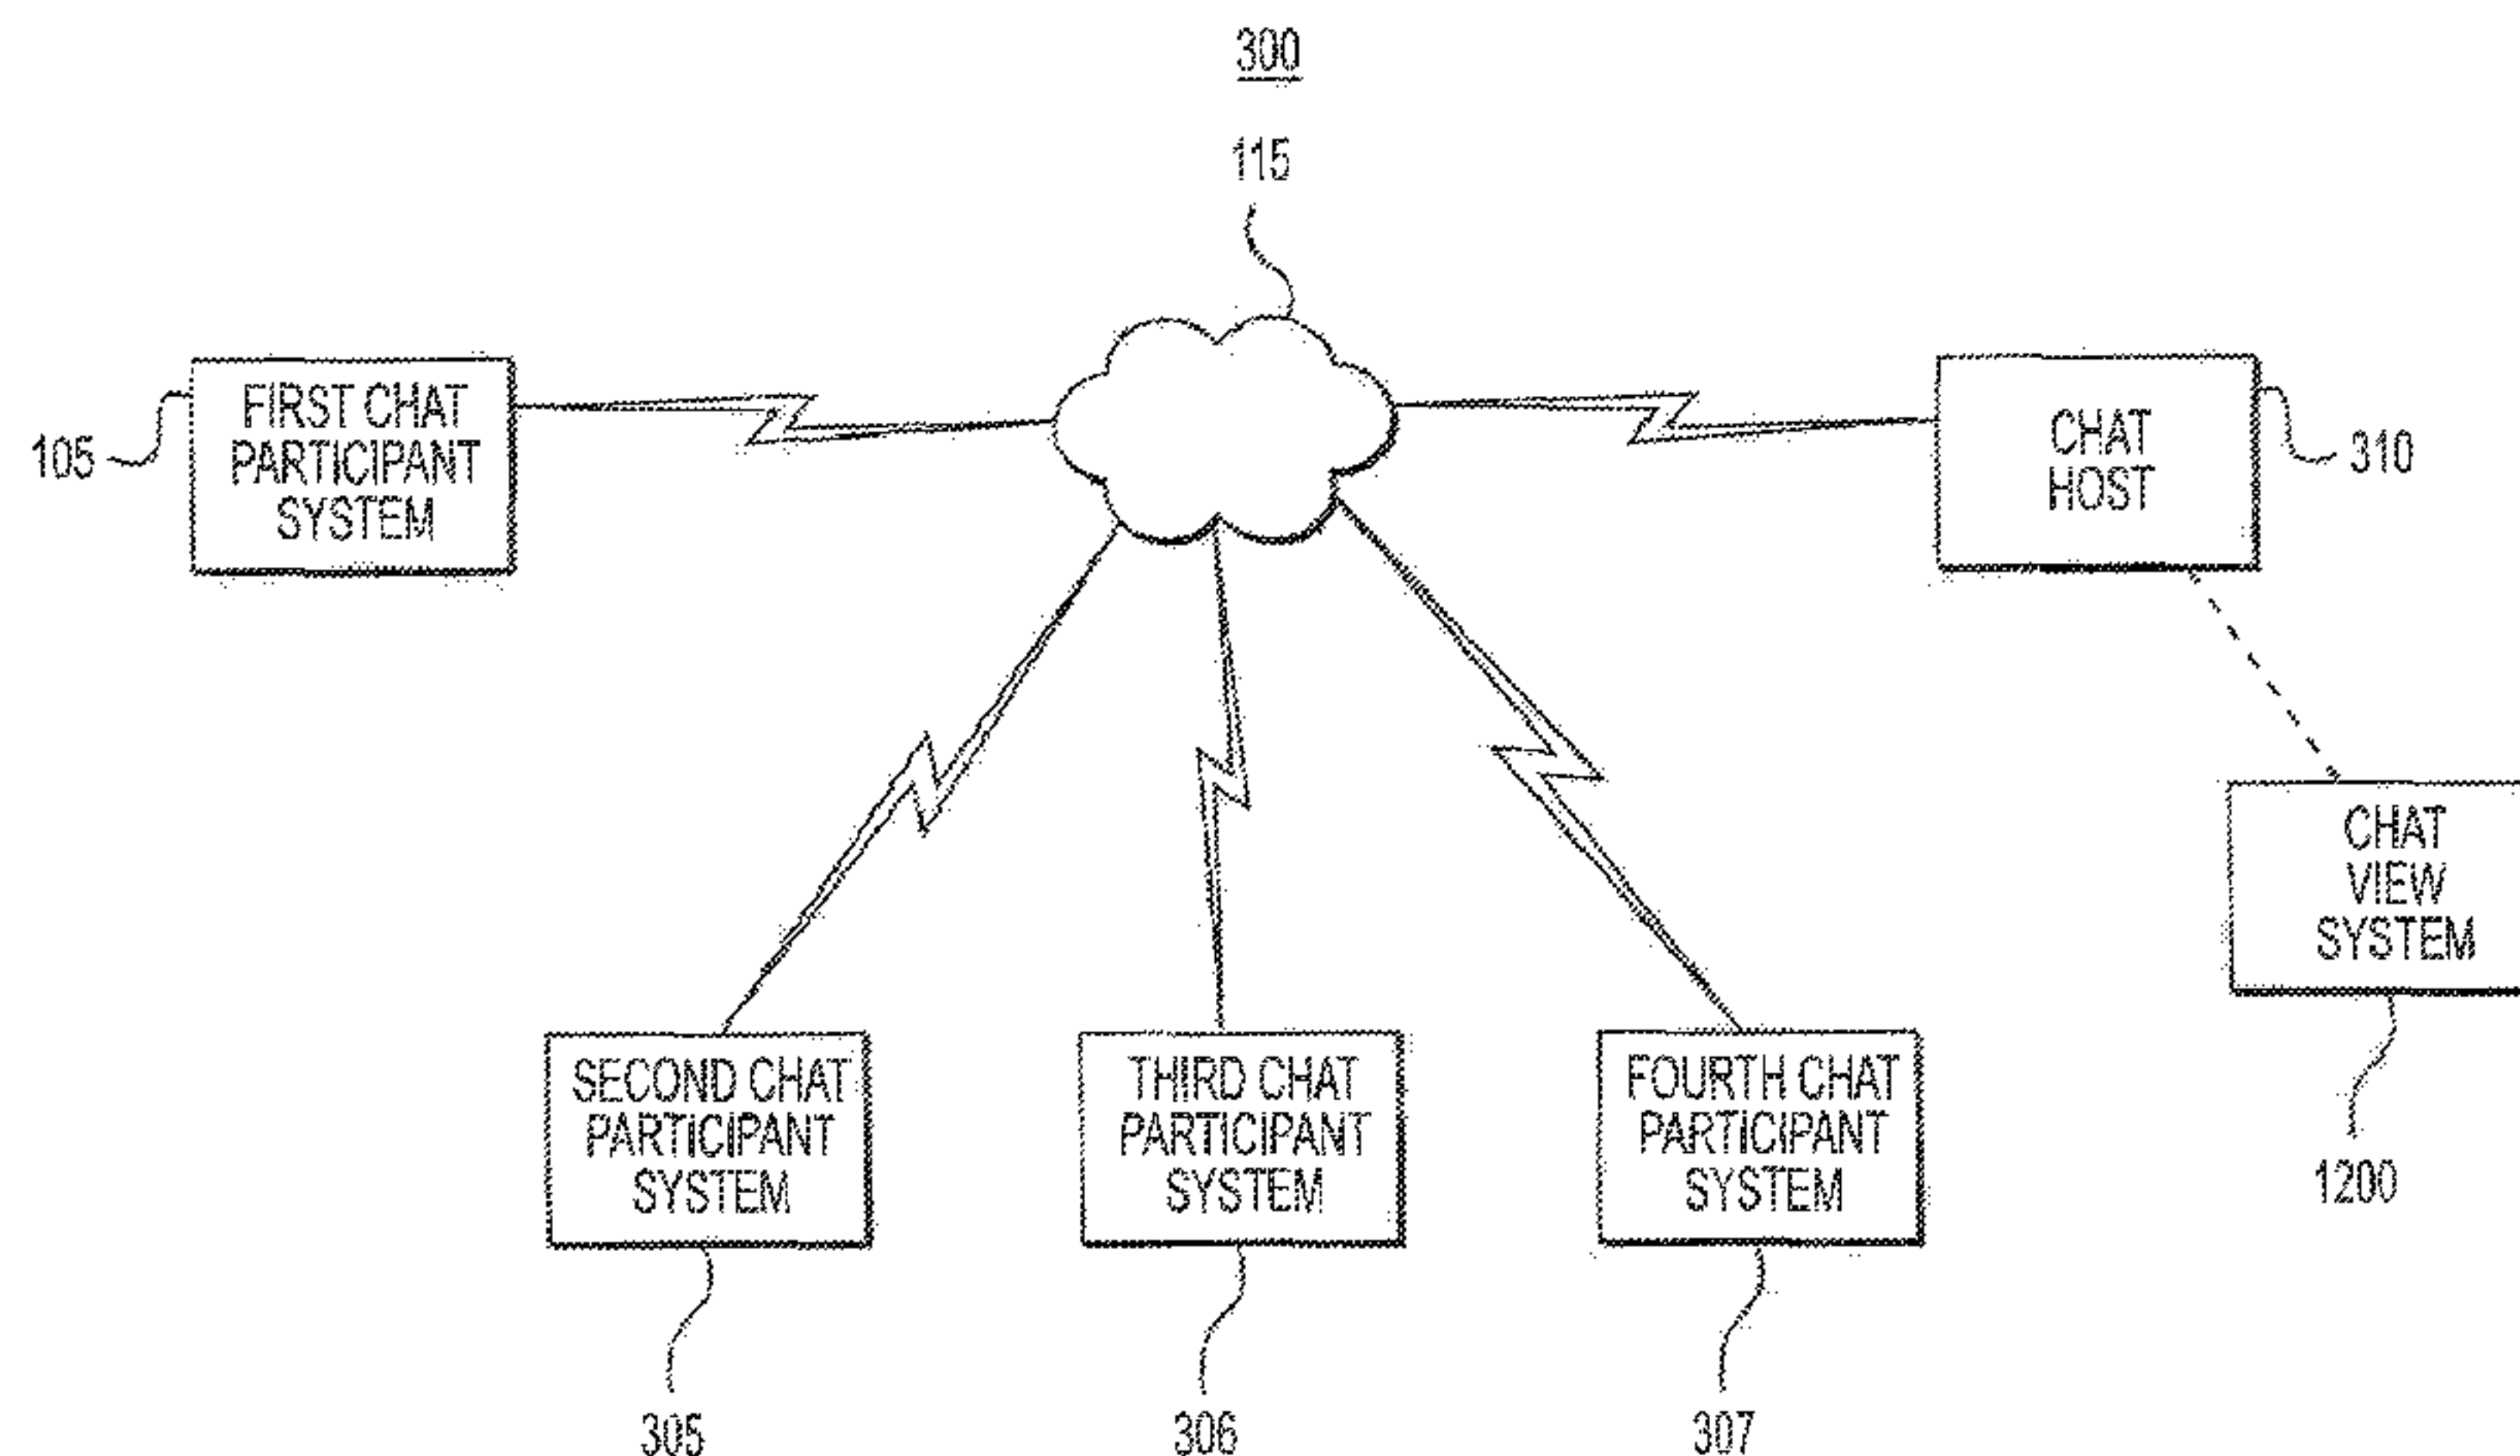 300
115
FIRST CHAT
PARTICIPANT
SYSTEM
105
CHAT
HOST
310
CHAT
VIEW
SYSTEM
1200
SECOND CHAT
PARTICIPANT
SYSTEM
305
THIRD CHAT
PARTICIPANT
SYSTEM
306
FOURTH CHAT
PARTICIPANT
SYSTEM
307